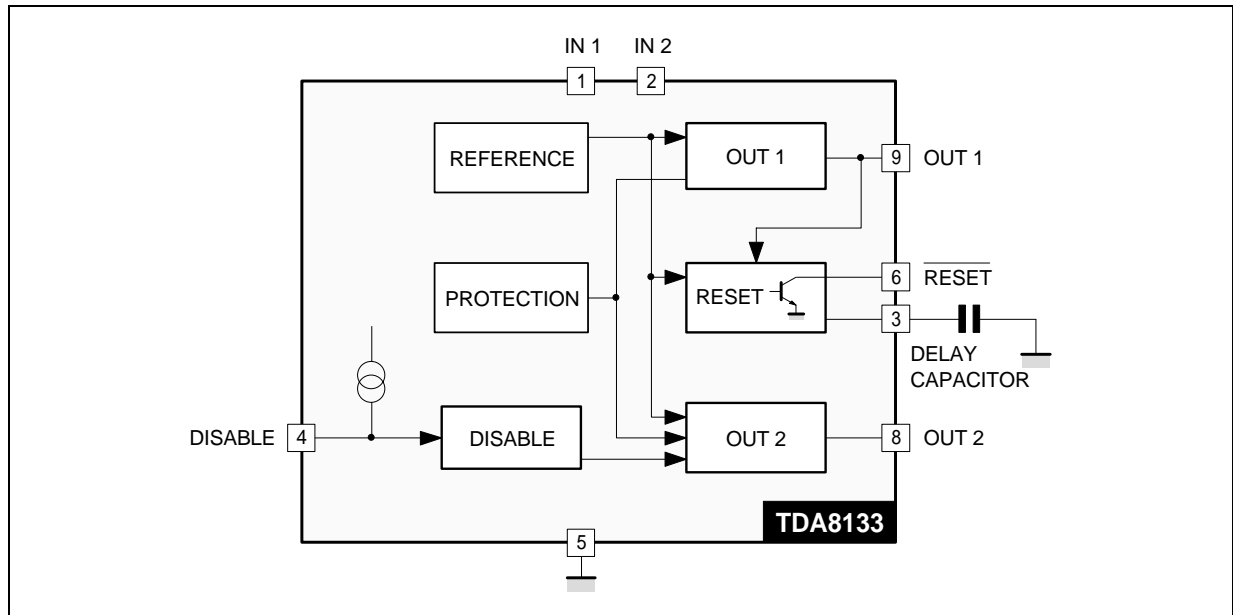 IN 1 IN 2
1 2
REFERENCE
OUT 1
9 OUT 1
PROTECTION
RESET
6 RESET
3
DELAY
CAPACITOR
DISABLE 4
DISABLE
OUT 2
8 OUT 2
TDA8133
5